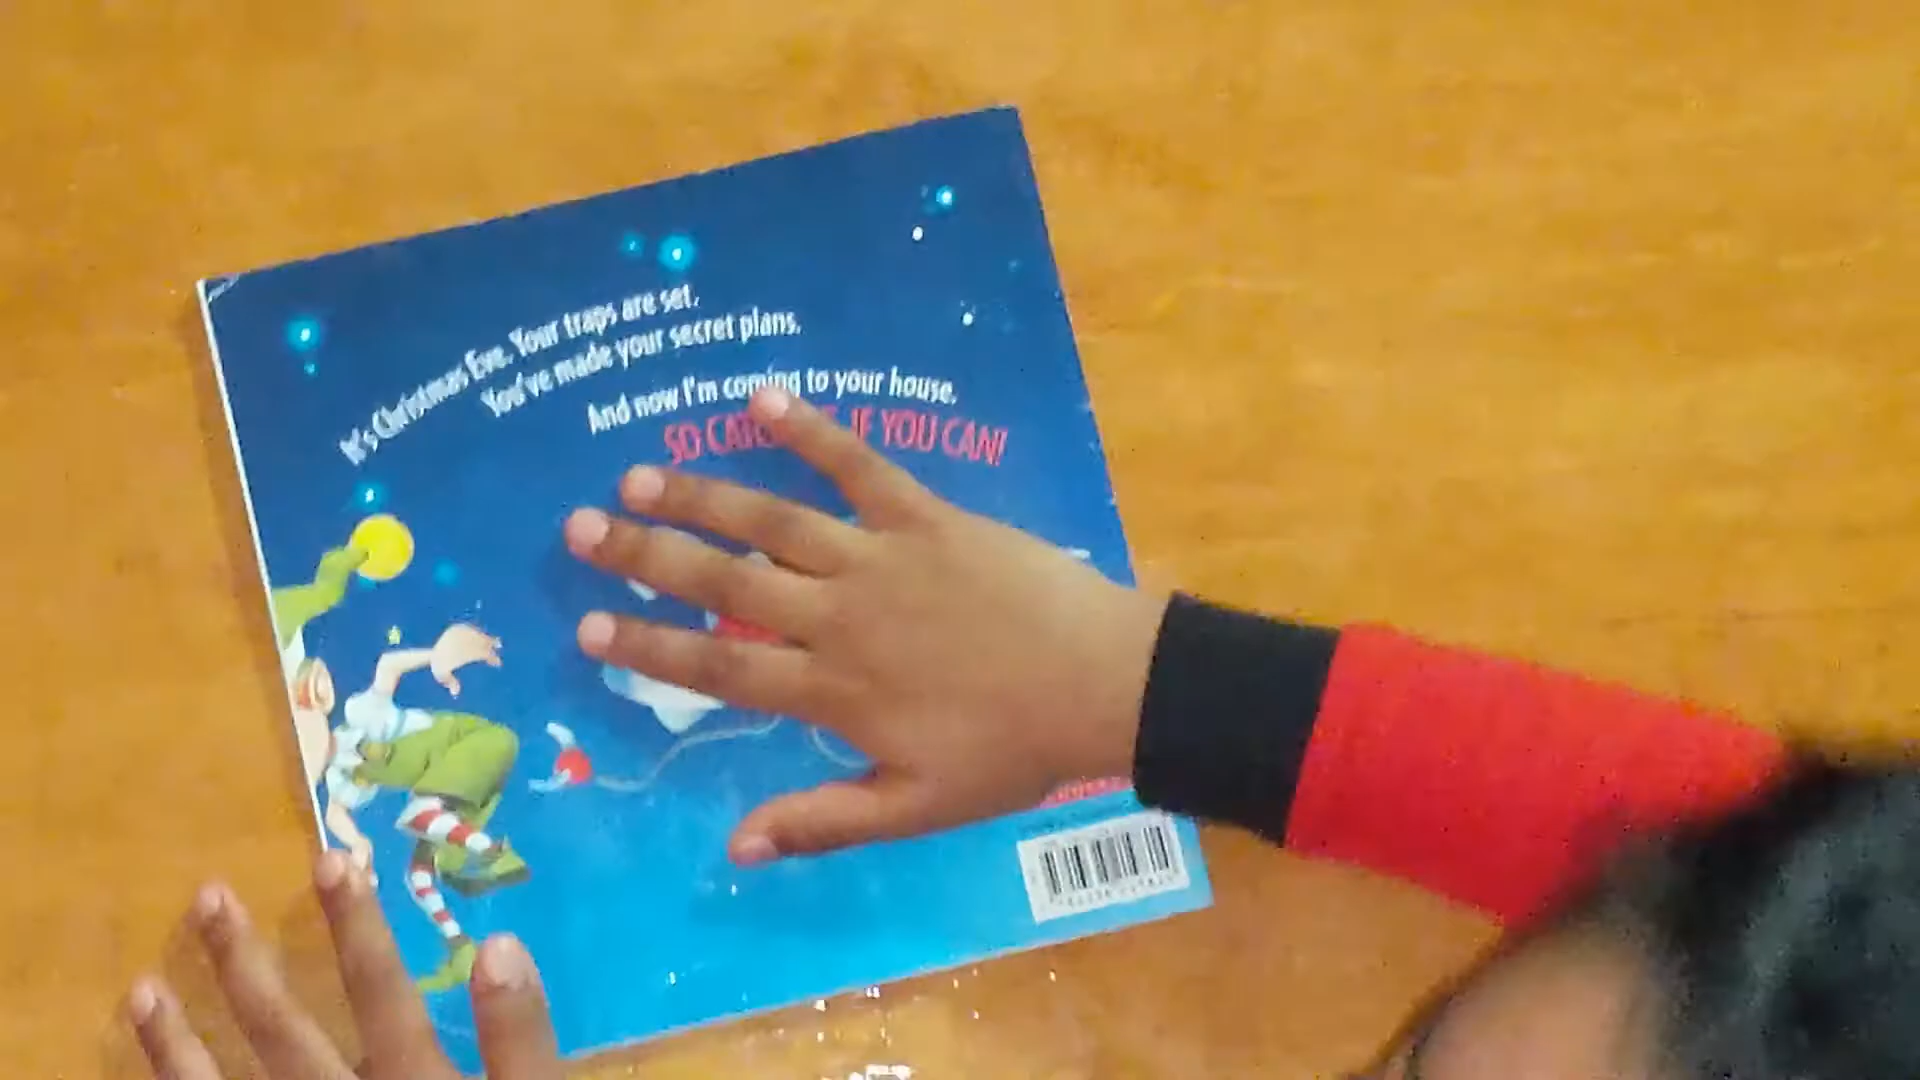 It's Christmas Eve. Your traps are set.
You've made your secret plans.
And now I'm coming to your house.
SO CATCH IF YOU CAN!